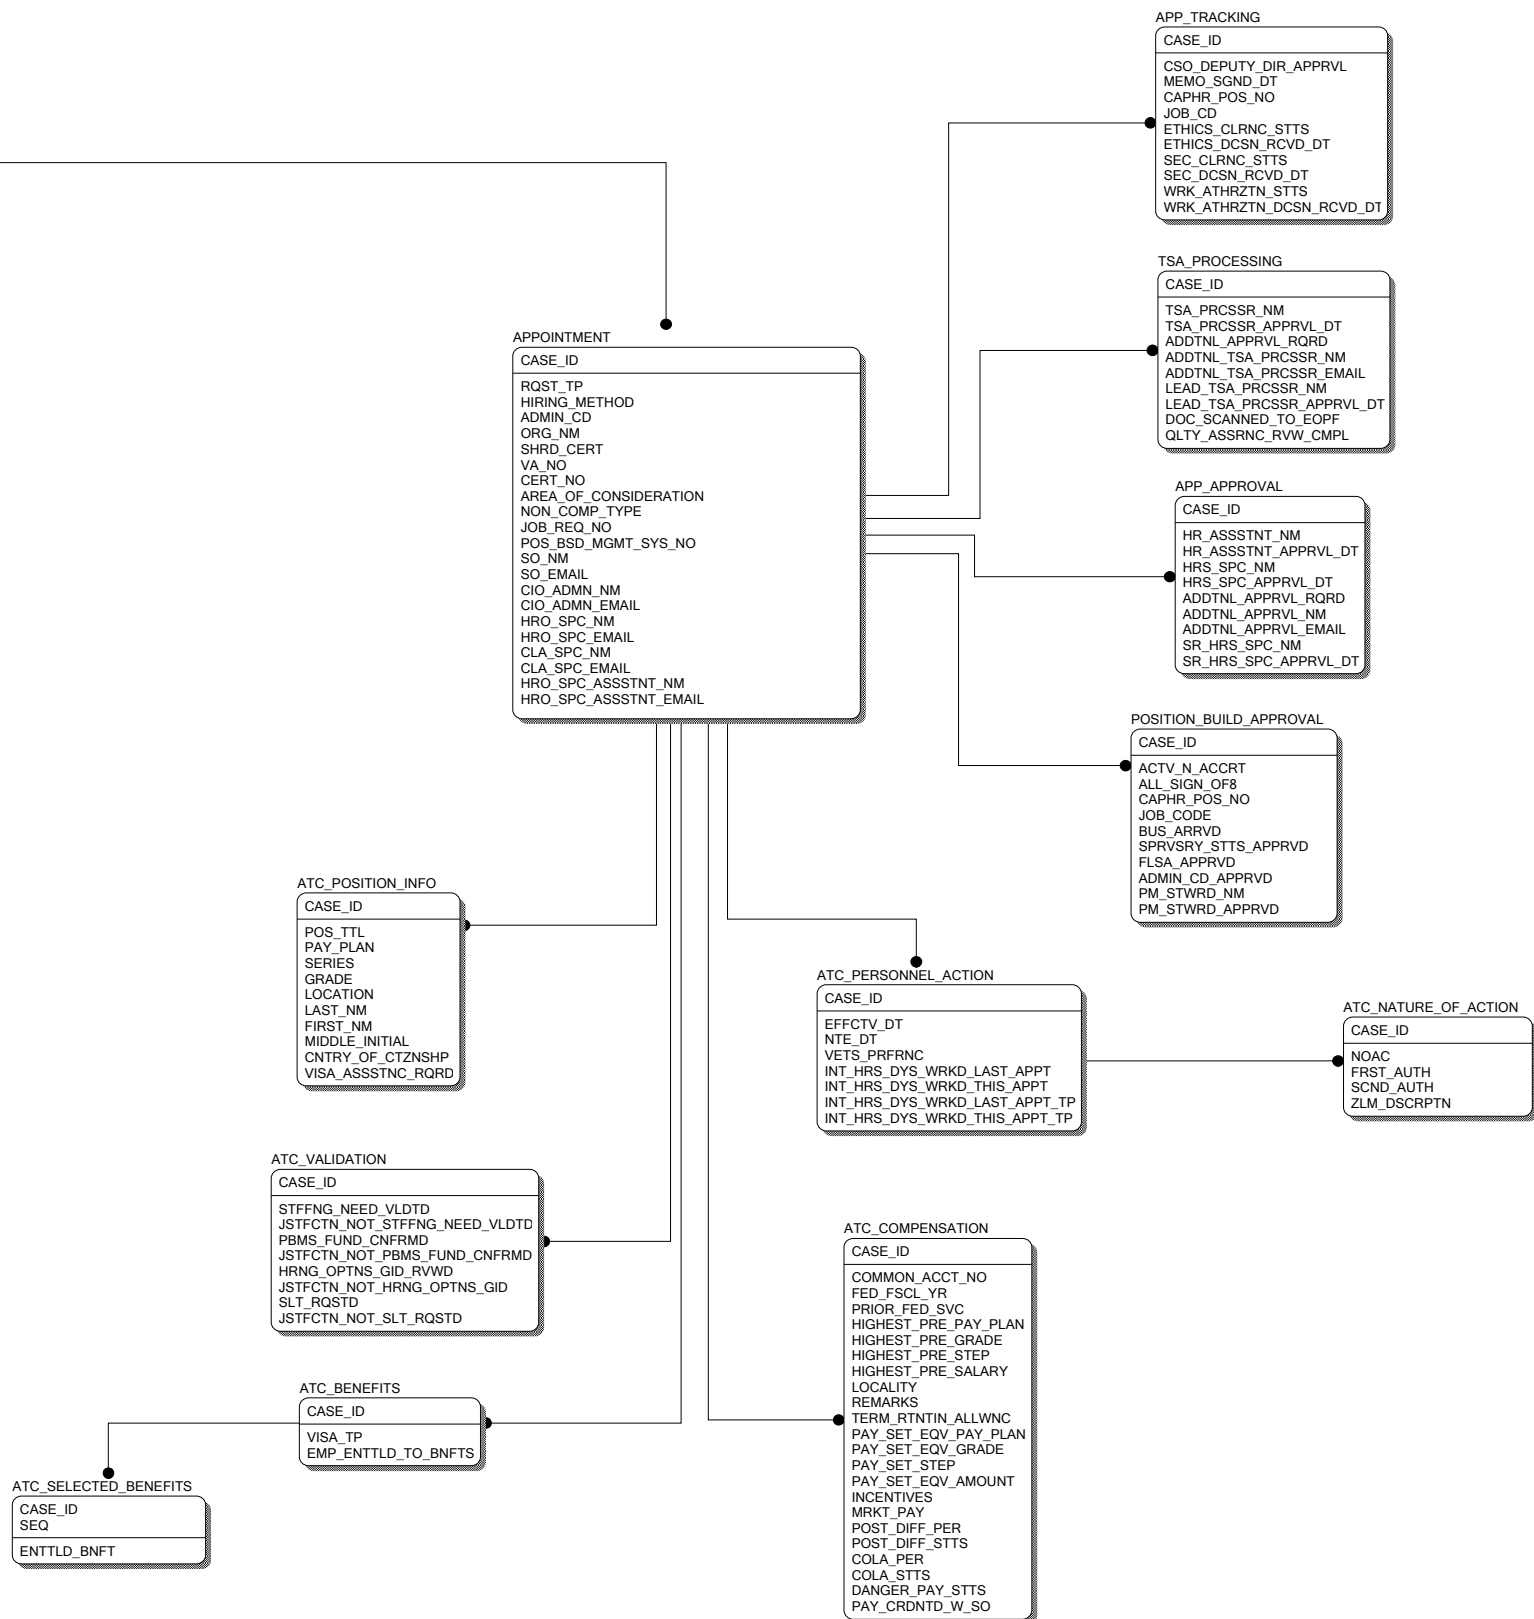 APP_TRACKING
CASE_ID
CSO_DEPUTY_DIR_APPRVL
MEMO_SGND_DT
CAPHR_POS_NO
JOB_CD
ETHICS_CLRNC_STTS
ETHICS_DCSN_RCVD_DT
SEC_CLRNC_STTS
SEC_DCSN_RCVD_DT
WRK_ATHRZTN_STTS
WRK_ATHRZTN_DCSN_RCVD_DT
TSA_PROCESSING
CASE_ID
TSA_PRCSSR_NM
TSA_PRCSSR_APPRVL_DT
ADDTNL_APPRVL_RQRD
ADDTNL_TSA_PRCSSR_NM
ADDTNL_TSA_PRCSSR_EMAIL
LEAD_TSA_PRCSSR_NM
LEAD_TSA_PRCSSR_APPRVL_DT
DOC_SCANNED_TO_EOPF
QLTY_ASSRNC_RVW_CMPL
APPOINTMENT
CASE_ID
RQST_TP
HIRING_METHOD
ADMIN_CD
ORG_NM
SHRD_CERT
VA_NO
CERT_NO
AREA_OF_CONSIDERATION
NON_COMP_TYPE
JOB_REQ_NO
POS_BSD_MGMT_SYS_NO
SO_NM
SO_EMAIL
CIO_ADMN_NM
CIO_ADMN_EMAIL
HRO_SPC_NM
HRO_SPC_EMAIL
CLA_SPC_NM
CLA_SPC_EMAIL
HRO_SPC_ASSSTNT_NM
HRO_SPC_ASSSTNT_EMAIL
APP_APPROVAL
CASE_ID
HR_ASSSTNT_NM
HR_ASSSTNT_APPRVL_DT
HRS_SPC_NM
HRS_SPC_APPRVL_DT
ADDTNL_APPRVL_RQRD
ADDTNL_APPRVL_NM
ADDTNL_APPRVL_EMAIL
SR_HRS_SPC_NM
SR_HRS_SPC_APPRVL_DT
POSITION_BUILD_APPROVAL
CASE_ID
ACTV_N_ACCRT
ALL_SIGN_OF8
CAPHR_POS_NO
JOB_CODE
BUS_ARRVD
SPRVSRY_STTS_APPRVD
FLSA_APPRVD
ADMIN_CD_APPRVD
PM_STWRD_NM
PM_STWRD_APPRVD
ATC_POSITION_INFO
CASE_ID
POS_TTL
PAY_PLAN
SERIES
GRADE
LOCATION
LAST_NM
FIRST_NM
MIDDLE_INITIAL
CNTRY_OF_CTZNSHP
VISA_ASSSTNC_RQRD
ATC_PERSONNEL_ACTION
CASE_ID
EFFCTV_DT
NTE_DT
VETS_PRFRNC
INT_HRS_DYS_WRKD_LAST_APPT
INT_HRS_DYS_WRKD_THIS_APPT
INT_HRS_DYS_WRKD_LAST_APPT_TP
INT_HRS_DYS_WRKD_THIS_APPT_TP
ATC_NATURE_OF_ACTION
CASE_ID
NOAC
FRST_AUTH
SCND_AUTH
ZLM_DSCRPTN
ATC_VALIDATION
CASE_ID
STFFNG_NEED_VLDTD
JSTFCTN_NOT_STFFNG_NEED_VLDTD
PBMS_FUND_CNFRMD
JSTFCTN_NOT_PBMS_FUND_CNFRMD
HRNG_OPTNS_GID_RVWD
JSTFCTN_NOT_HRNG_OPTNS_GID
SLT_RQSTD
JSTFCTN_NOT_SLT_RQSTD
ATC_COMPENSATION
CASE_ID
COMMON_ACCT_NO
FED_FSCL_YR
PRIOR_FED_SVC
HIGHEST_PRE_PAY_PLAN
HIGHEST_PRE_GRADE
HIGHEST_PRE_STEP
HIGHEST_PRE_SALARY
LOCALITY
REMARKS
TERM_RTNTIN_ALLWNC
PAY_SET_EQV_PAY_PLAN
PAY_SET_EQV_GRADE
PAY_SET_STEP
PAY_SET_EQV_AMOUNT
INCENTIVES
MRKT_PAY
POST_DIFF_PER
POST_DIFF_STTS
COLA_PER
COLA_STTS
DANGER_PAY_STTS
PAY_CRDNTD_W_SO
ATC_BENEFITS
CASE_ID
VISA_TP
EMP_ENTTLD_TO_BNFTS
ATC_SELECTED_BENEFITS
CASE_ID
SEQ
ENTTLD_BNFT